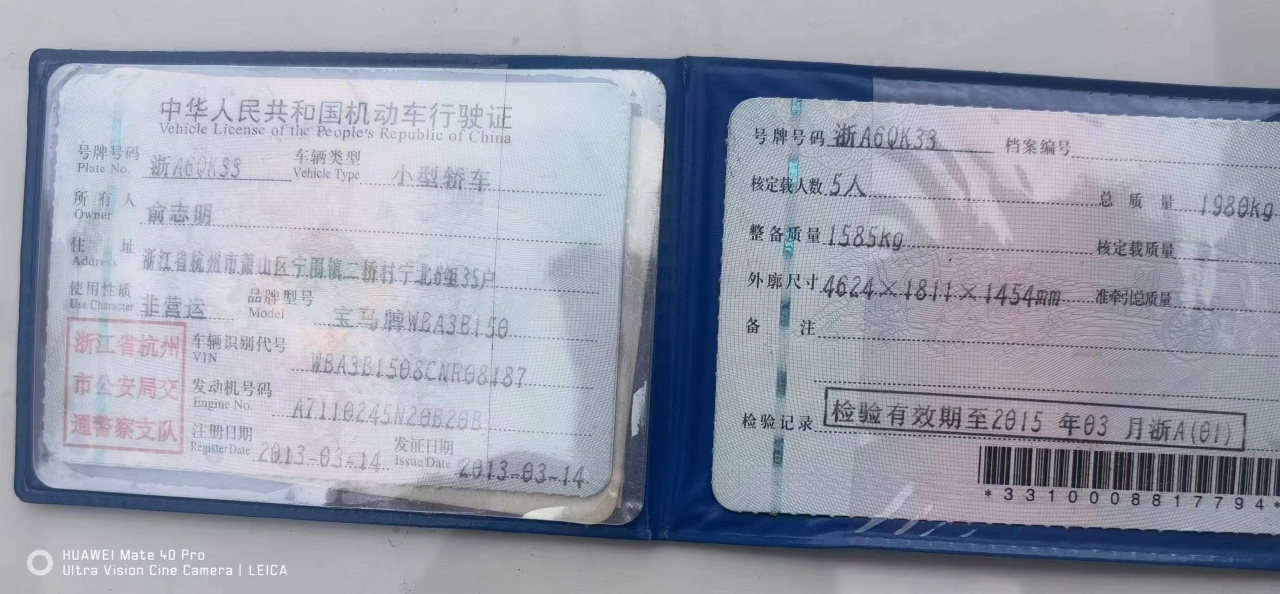 中华人民共和国机动车行驶证
Vehicle License of the People's Republic of China
号牌号码 浙A6QK33 车辆类型 小型轿车
Plate No. Vehicle Type
所有人 俞志明
Owner
住址 浙江省杭州市萧山区宁围镇二桥村宁北6组35户
Address
使用性质 非营运 品牌型号 宝马牌WBA3B150
Use Character Model
浙江省杭州
市公安局交
通警察支队
车辆识别代号 WBA3B1508CNR08187
VIN
发动机号码 A7110245N20B20B
Engine No.
注册日期 2013-03-14 发证日期 2013-03-14
Register Date Issue Date
号牌号码 浙A6QK33 档案编号
核定载人数 5人 总质量 1980kg
整备质量 1585kg 核定载质量
外廓尺寸 4624×1811×1454mm 准牵引总质量
备注
检验记录 检验有效期至2015年03月浙A(01)
*3310008817794*
HUAWEI Mate 40 Pro
Ultra Vision Cine Camera | LEICA